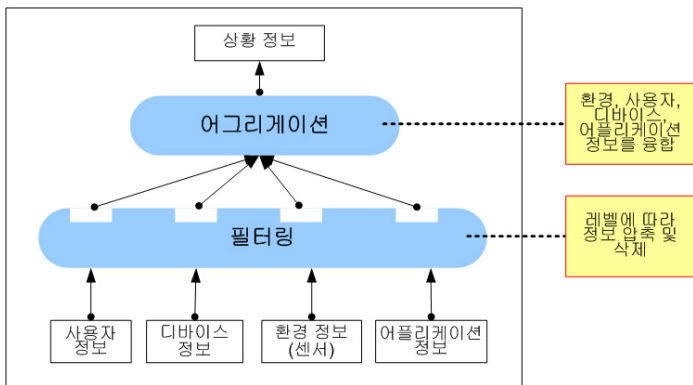 상황 정보
어그리게이션
환경, 사용자,
디바이스,
어플리케이션
정보를 융합
필터링
레벨에 따라
정보 압축 및
삭제
사용자
정보
디바이스
정보
환경 정보
(센서)
어플리케이션
정보